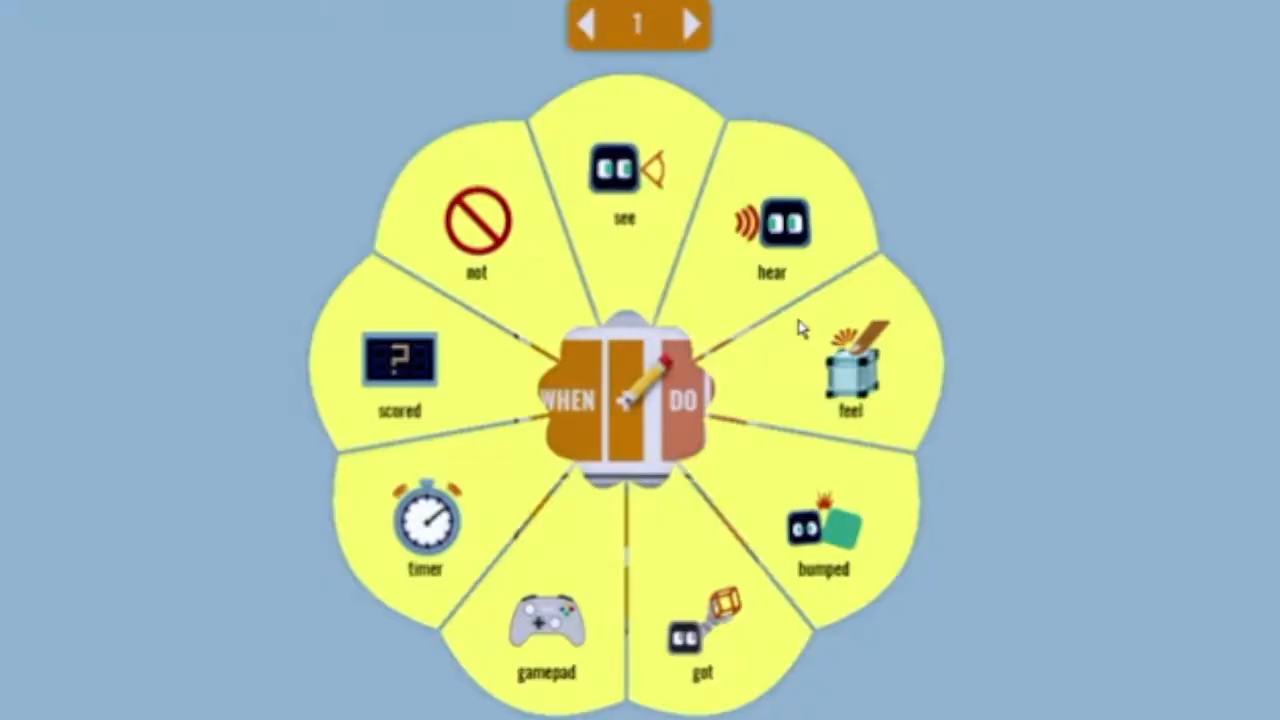 1
see
not
hear
?
scored
feel
WHEN + DO
timer
bumped
gamepad
got